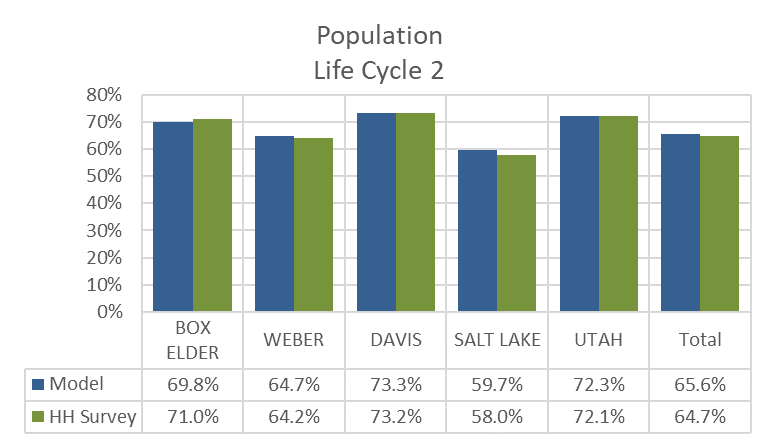 Population
Life Cycle 2
80%
70%
60%
50%
40%
30%
20%
10%
0%
BOX ELDER WEBER DAVIS SALT LAKE UTAH Total
Model 69.8% 64.7% 73.3% 59.7% 72.3% 65.6%
HH Survey 71.0% 64.2% 73.2% 58.0% 72.1% 64.7%